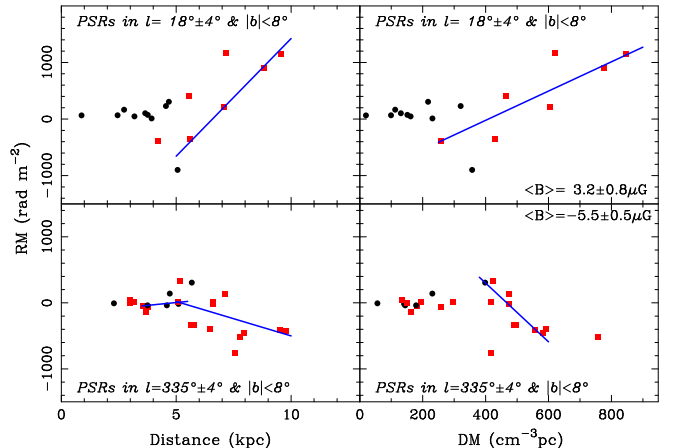 PSRs in l= 18°±4° & |b|<8°
PSRs in l= 18°±4° & |b|<8°
1000
0
−1000
<B>= 3.2±0.8μG
<B>=−5.5±0.5μG
RM (rad m⁻²)
1000
0
−1000
PSRs in l=335°±4° & |b|<8°
PSRs in l=335°±4° & |b|<8°
0 5 10 0 200 400 600 800
Distance (kpc) DM (cm⁻³pc)